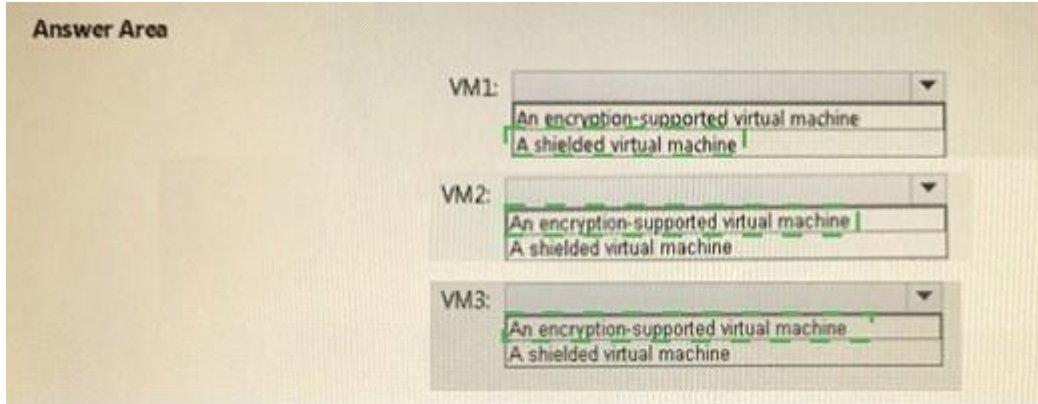 Answer Area
VM1:
An encryption-supported virtual machine
A shielded virtual machine
VM2:
An encryption-supported virtual machine
A shielded virtual machine
VM3:
An encryption-supported virtual machine
A shielded virtual machine